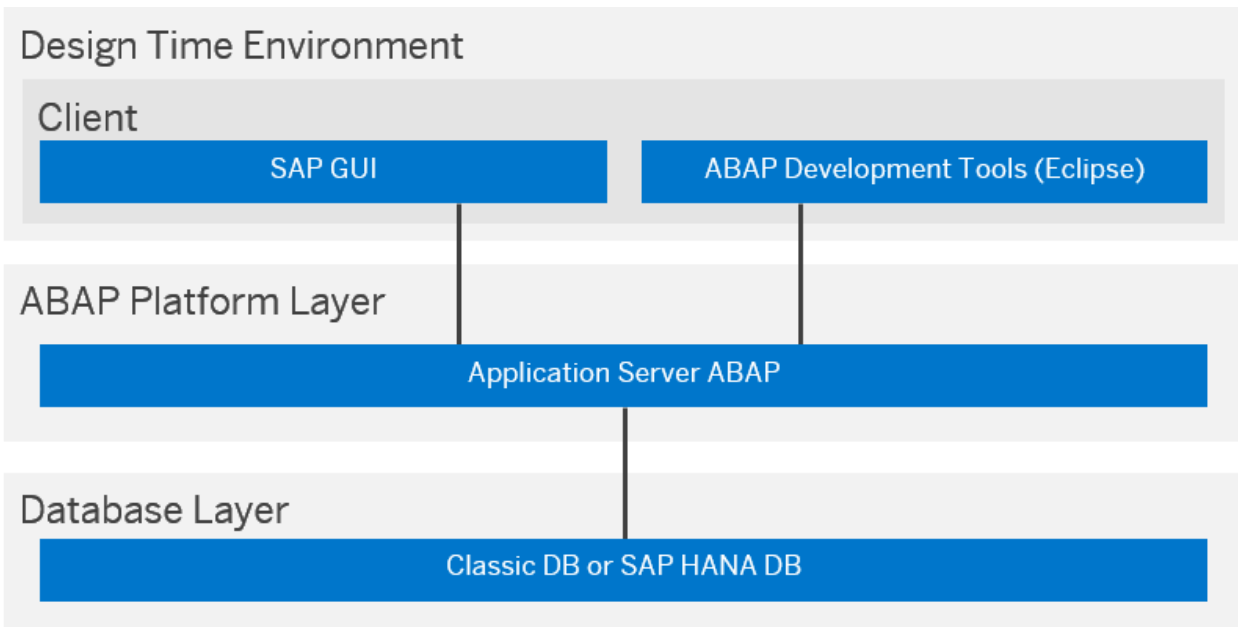 Design Time Environment
Client
SAP GUI
ABAP Development Tools (Eclipse)
ABAP Platform Layer
Application Server ABAP
Database Layer
Classic DB or SAP HANA DB